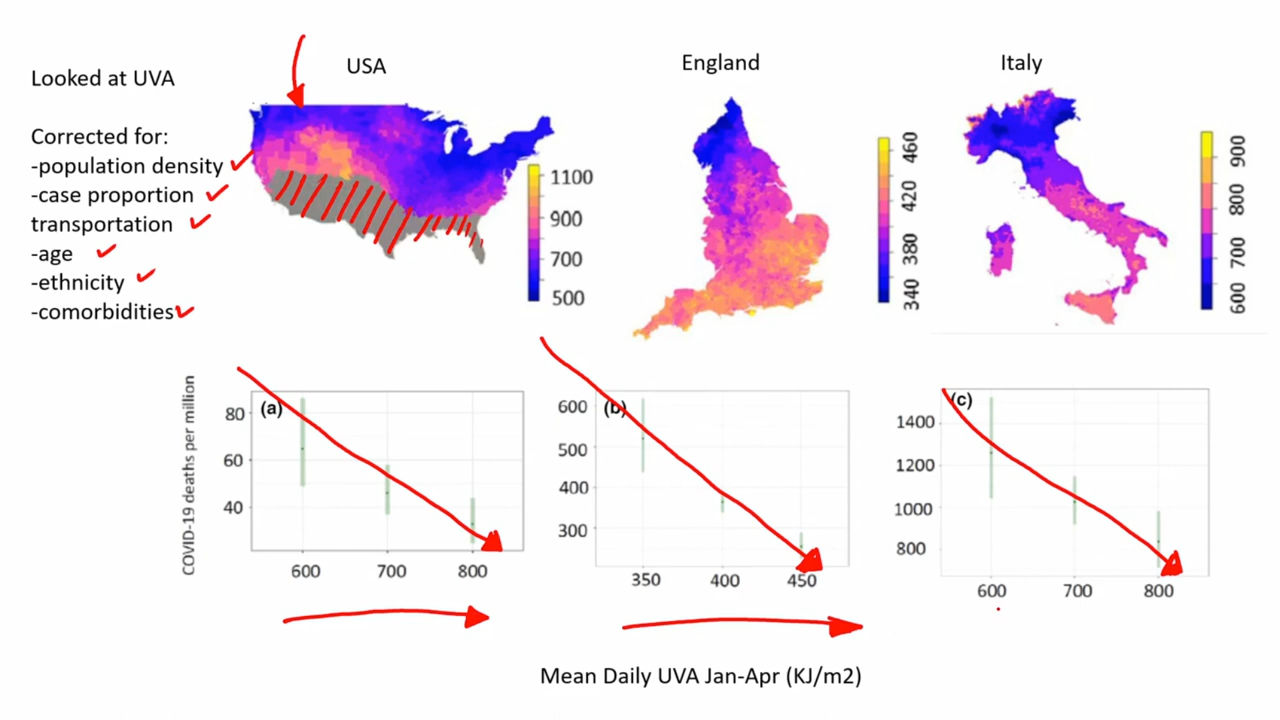 Looked at UVA
Corrected for:
-population density
-case proportion
transportation
-age
-ethnicity
-comorbidities
USA
1100
900
700
500
England
460
420
380
340
Italy
900
800
700
600
COVID-19 deaths per million
(a)
80
60
40
600 700 800
(b)
600
500
400
300
350 400 450
(c)
1400
1200
1000
800
600 700 800
Mean Daily UVA Jan-Apr (KJ/m2)